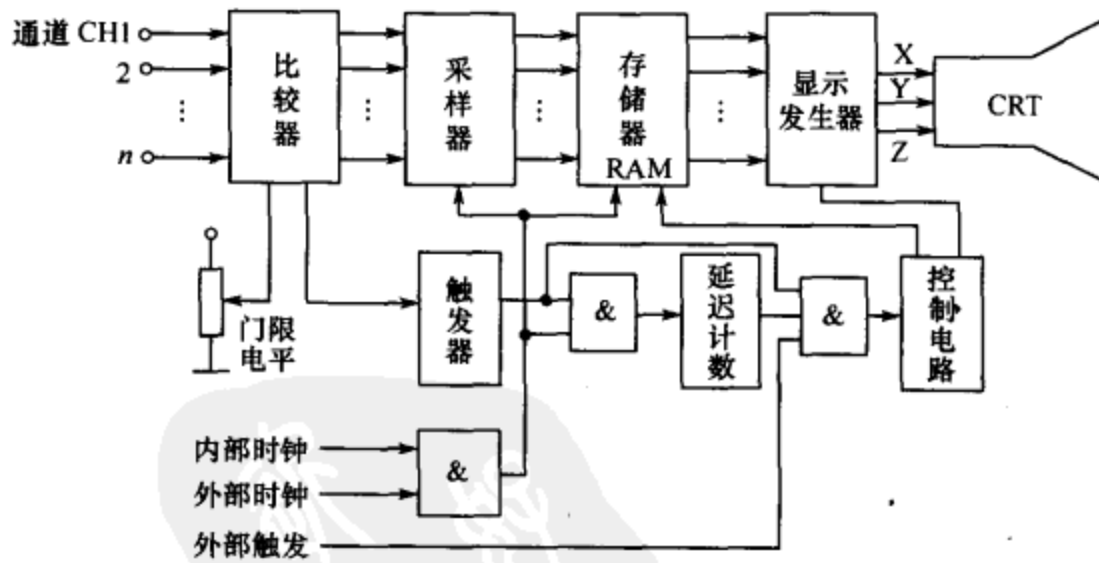 通道 CH1
2
⋮
n
比较器
⋯
采样器
⋯
存储器
RAM
⋯
显示发生器
X
Y
Z
CRT
门限电平
触发器
&
延迟计数
&
控制电路
内部时钟
外部时钟
&
外部触发